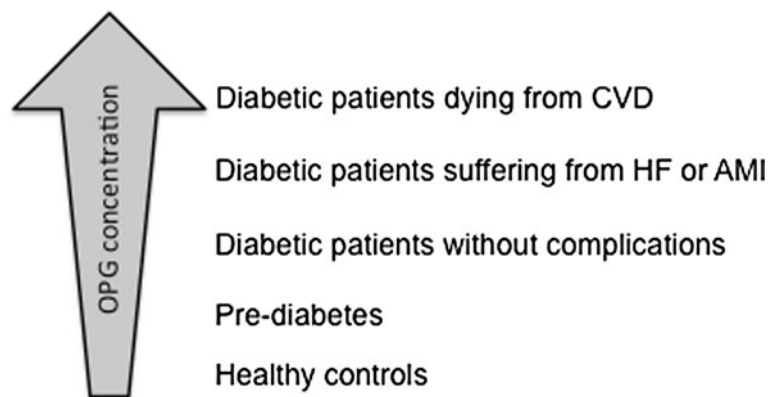 OPG concentration
Diabetic patients dying from CVD
Diabetic patients suffering from HF or AMI
Diabetic patients without complications
Pre-diabetes
Healthy controls